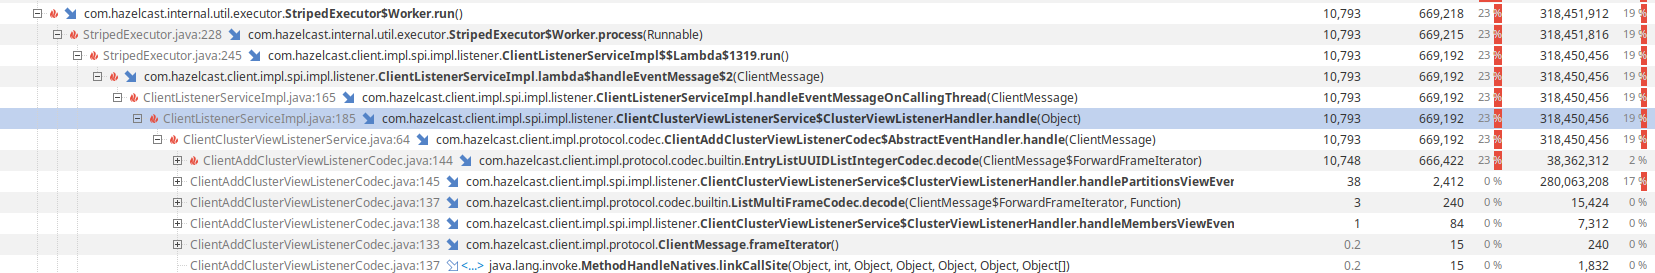 com.hazelcast.internal.util.executor.StripedExecutor$Worker.run() 10,793 669,218 23 % 318,451,912 19 %
StripedExecutor.java:228 com.hazelcast.internal.util.executor.StripedExecutor$Worker.process(Runnable) 10,793 669,215 23 % 318,451,816 19 %
StripedExecutor.java:245 com.hazelcast.client.impl.spi.impl.listener.ClientListenerServiceImpl$$Lambda$1319.run() 10,793 669,192 23 % 318,450,456 19 %
com.hazelcast.client.impl.spi.impl.listener.ClientListenerServiceImpl.lambda$handleEventMessage$2(ClientMessage) 10,793 669,192 23 % 318,450,456 19 %
ClientListenerServiceImpl.java:165 com.hazelcast.client.impl.spi.impl.listener.ClientListenerServiceImpl.handleEventMessageOnCallingThread(ClientMessage) 10,793 669,192 23 % 318,450,456 19 %
ClientListenerServiceImpl.java:185 com.hazelcast.client.impl.spi.impl.listener.ClientClusterViewListenerService$ClusterViewListenerHandler.handle(Object) 10,793 669,192 23 % 318,450,456 19 %
ClientClusterViewListenerService.java:64 com.hazelcast.client.impl.protocol.codec.ClientAddClusterViewListenerCodec$AbstractEventHandler.handle(ClientMessage) 10,793 669,192 23 % 318,450,456 19 %
ClientAddClusterViewListenerCodec.java:144 com.hazelcast.client.impl.protocol.codec.builtin.EntryListUUIDListIntegerCodec.decode(ClientMessage$ForwardFrameIterator) 10,748 666,422 23 % 38,362,312 2 %
ClientAddClusterViewListenerCodec.java:145 com.hazelcast.client.impl.spi.impl.listener.ClientClusterViewListenerService$ClusterViewListenerHandler.handlePartitionsViewEver 38 2,412 0 % 280,063,208 17 %
ClientAddClusterViewListenerCodec.java:137 com.hazelcast.client.impl.protocol.codec.builtin.ListMultiFrameCodec.decode(ClientMessage$ForwardFrameIterator, Function) 3 240 0 % 15,424 0 %
ClientAddClusterViewListenerCodec.java:138 com.hazelcast.client.impl.spi.impl.listener.ClientClusterViewListenerService$ClusterViewListenerHandler.handleMembersViewEven 1 84 0 % 7,312 0 %
ClientAddClusterViewListenerCodec.java:133 com.hazelcast.client.impl.protocol.ClientMessage.frameIterator() 0.2 15 0 % 240 0 %
ClientAddClusterViewListenerCodec.java:137 <...> java.lang.invoke.MethodHandleNatives.linkCallSite(Object, int, Object, Object, Object, Object, Object[]) 0.2 15 0 % 1,832 0 %